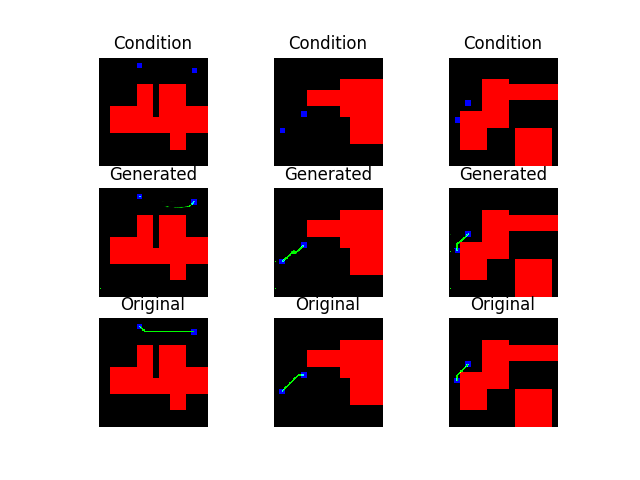 Condition Condition Condition
Generated Generated Generated
Original Original Original